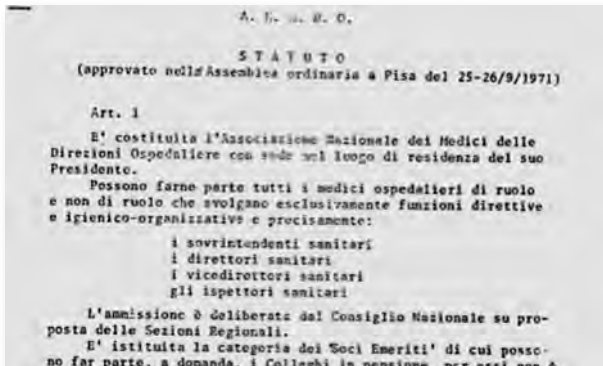 A. N. M. D. O.
S T A T U T O
(approvato nella Assemblea ordinaria a Pisa del 25-26/9/1971)
Art. 1
E' costituita l'Associazione Nazionale dei Medici delle
Direzioni Ospedaliere con sede nel luogo di residenza del suo
Presidente.
Possono farne parte tutti i medici ospedalieri di ruolo
e non di ruolo che svolgano esclusivamente funzioni direttive
e igienico-organizzative e precisamente:
i sovrintendenti sanitari
i direttori sanitari
i vicedirettori sanitari
gli ispettori sanitari
L'ammissione è deliberata dal Consiglio Nazionale su pro-
posta delle Sezioni Regionali.
E' istituita la categoria dei 'Soci Emeriti' di cui posso-
no far parte, a domanda, i Colleghi in pensione, per essi non è